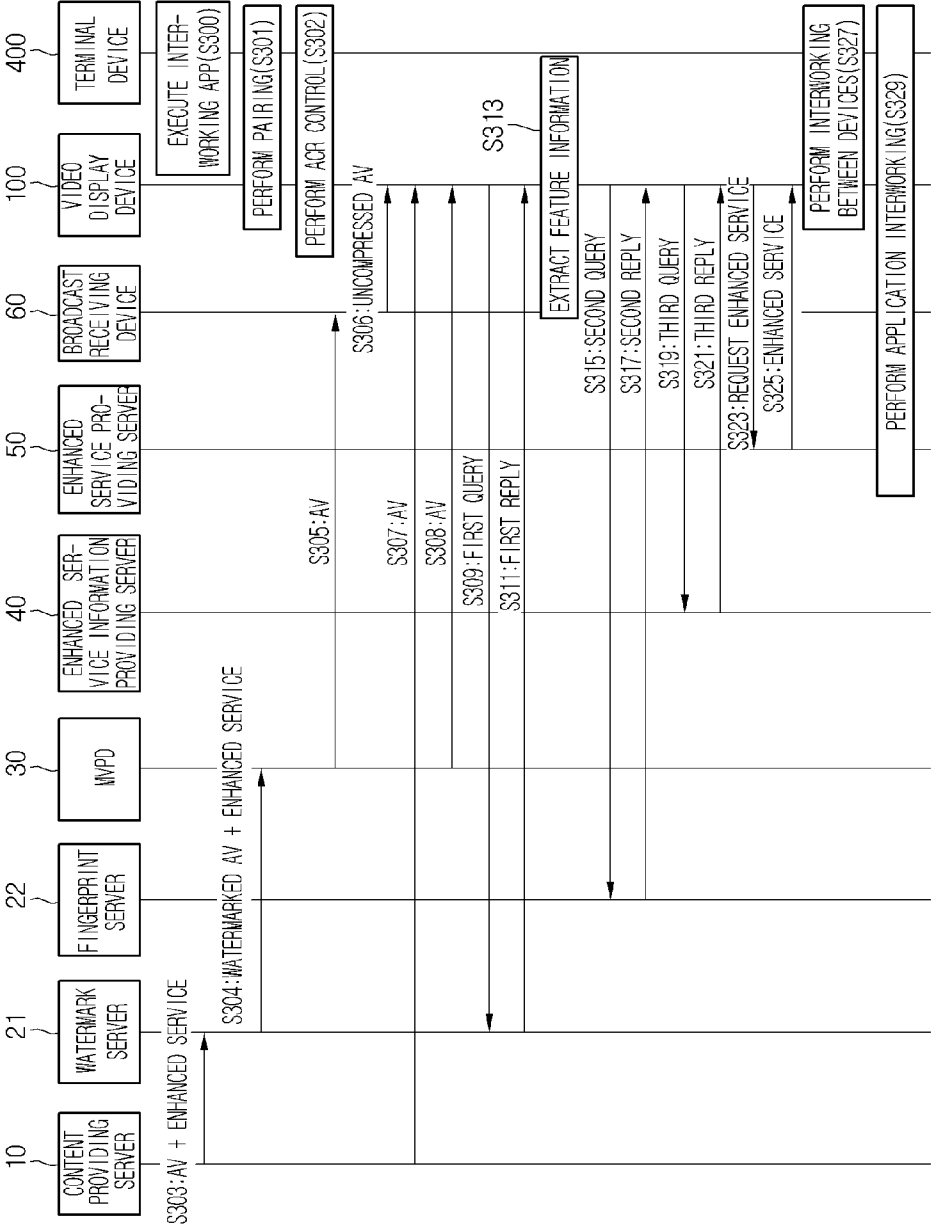 10
CONTENT
PROVIDING
SERVER
21
WATERMARK
SERVER
22
FINGERPRINT
SERVER
30
MVPD
40
ENHANCED SER-
VICE INFORMATION
PROVIDING SERVER
50
ENHANCED
SERVICE PRO-
VIDING SERVER
60
BROADCAST
RECEIVING
DEVICE
100
VIDEO
DISPLAY
DEVICE
400
TERMINAL
DEVICE
EXECUTE INTER-
WORKING APP(S300)
PERFORM PAIRING(S301)
PERFORM ACR CONTROL(S302)
S303:AV + ENHANCED SERVICE
S304:WATERMARKED AV + ENHANCED SERVICE
S305:AV
S306:UNCOMPRESSED AV
S307:AV
S308:AV
S309:FIRST QUERY
S311:FIRST REPLY
S313
EXTRACT FEATURE INFORMATION
S315:SECOND QUERY
S317:SECOND REPLY
S319:THIRD QUERY
S321:THIRD REPLY
S323:REQUEST ENHANCED SERVICE
S325:ENHANCED SERVICE
PERFORM INTERWORKING
BETWEEN DEVICES(S327)
PERFORM APPLICATION INTERWORKING(S329)